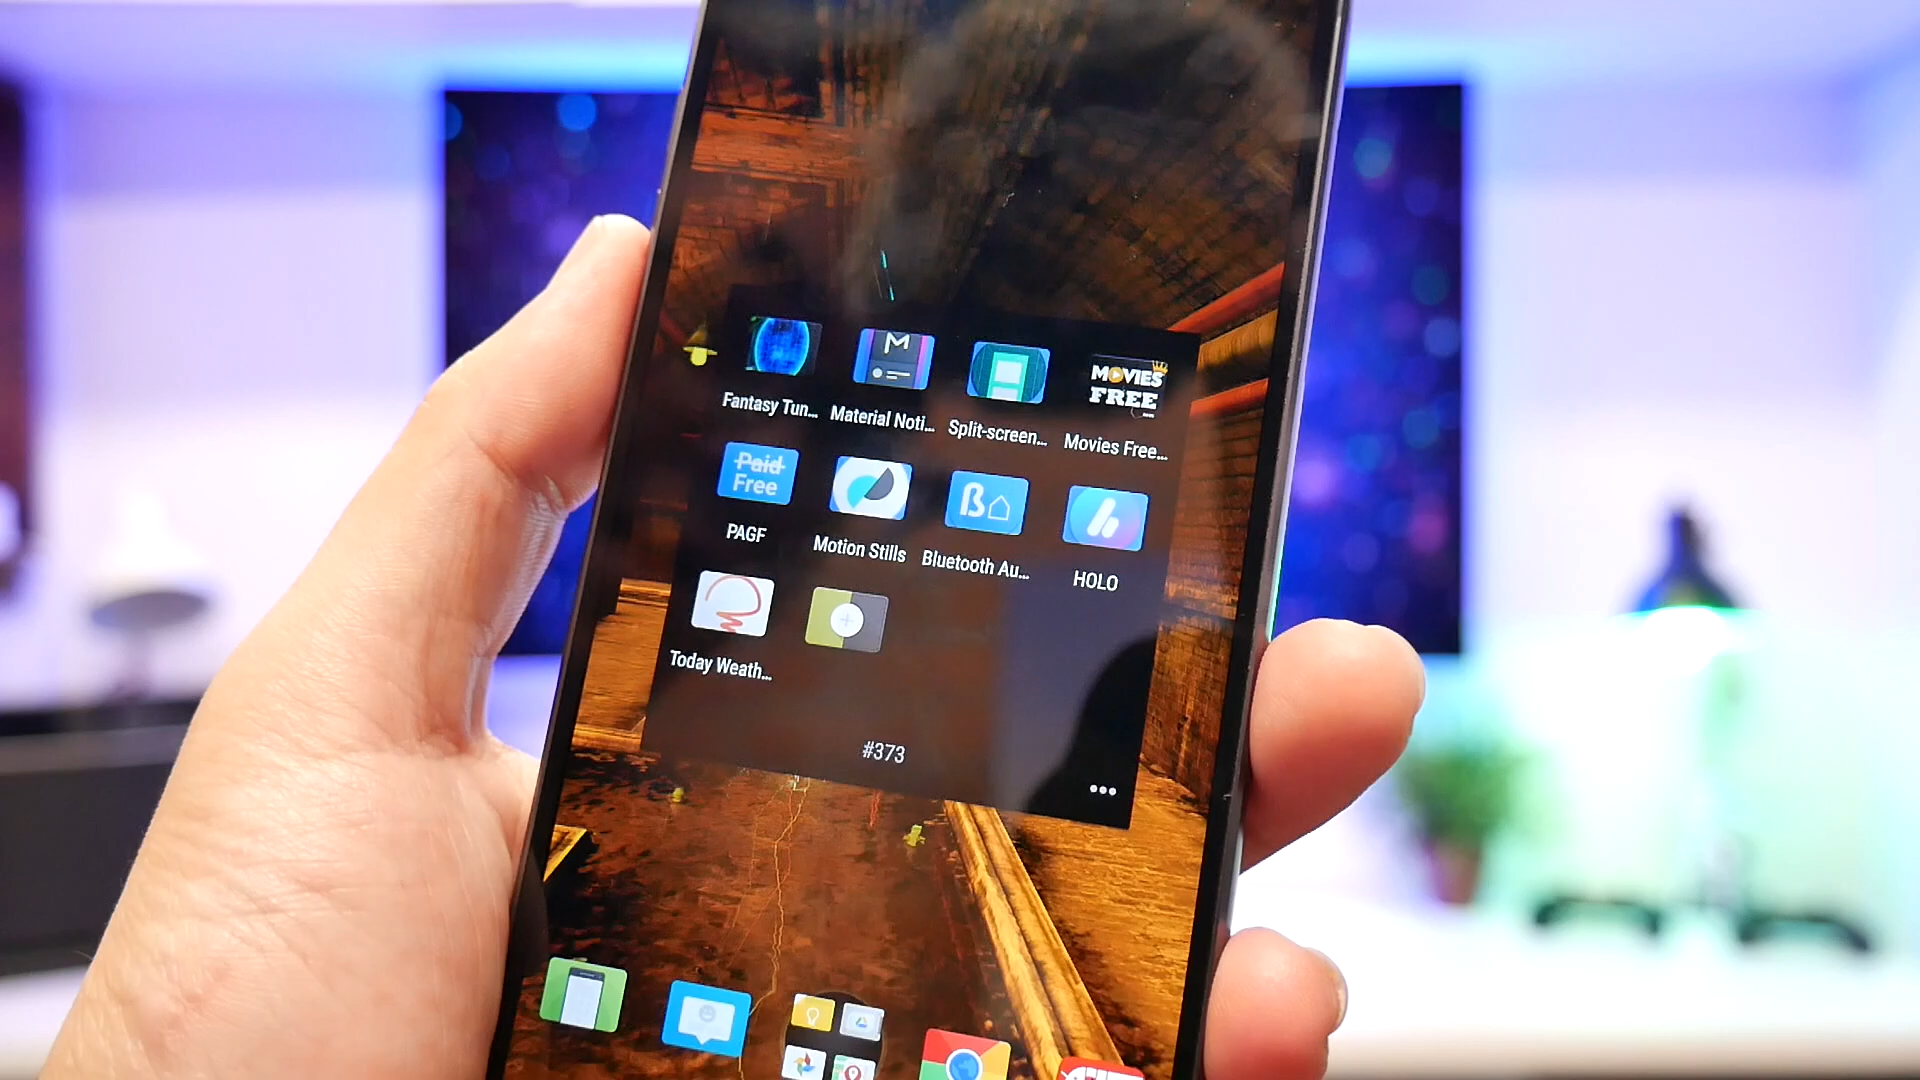 M
MOVIES
FREE
Fantasy Tun...
Material Noti...
Split-screen...
Movies Free...
Paid
Free
ß
PAGF
Motion Stills
Bluetooth Au...
HOLO
Today Weath...
#373